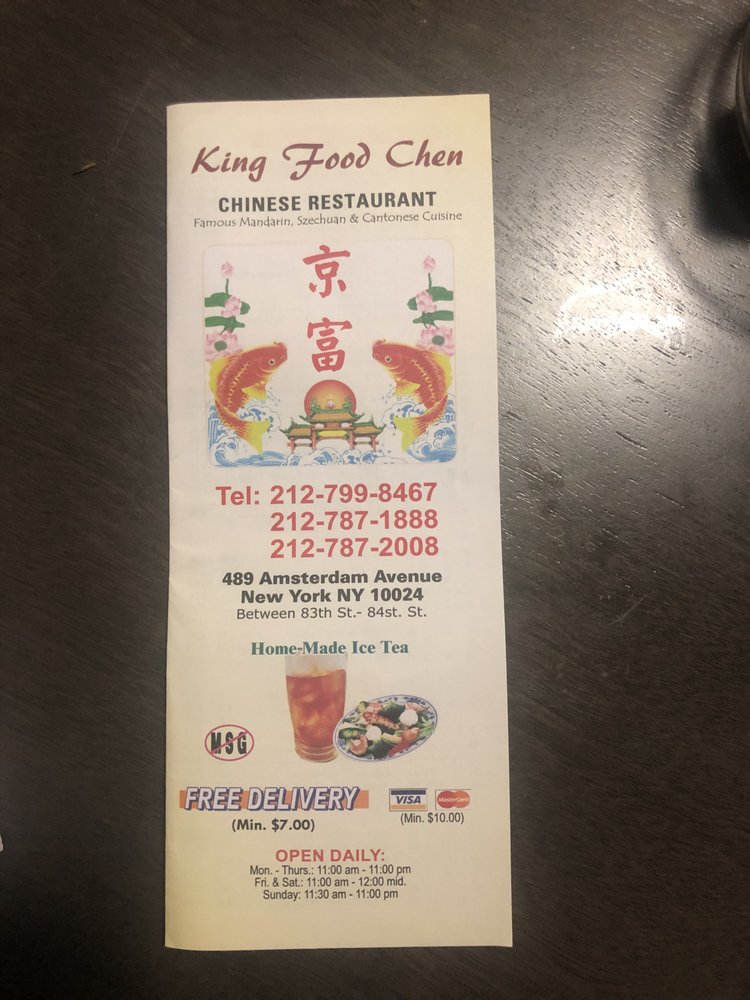 King Food Chen
CHINESE RESTAURANT
Famous Mandarin, Szechuan & Cantonese Cuisine
京
富
Tel: 212-799-8467
212-787-1888
212-787-2008
489 Amsterdam Avenue
New York NY 10024
Between 83th St.- 84st. St.
Home-Made Ice Tea
MSG
FREE DELIVERY
(Min. $7.00)
VISA MasterCard
(Min. $10.00)
OPEN DAILY:
Mon. - Thurs.: 11:00 am - 11:00 pm
Fri. & Sat.: 11:00 am - 12:00 mid.
Sunday: 11:30 am - 11:00 pm